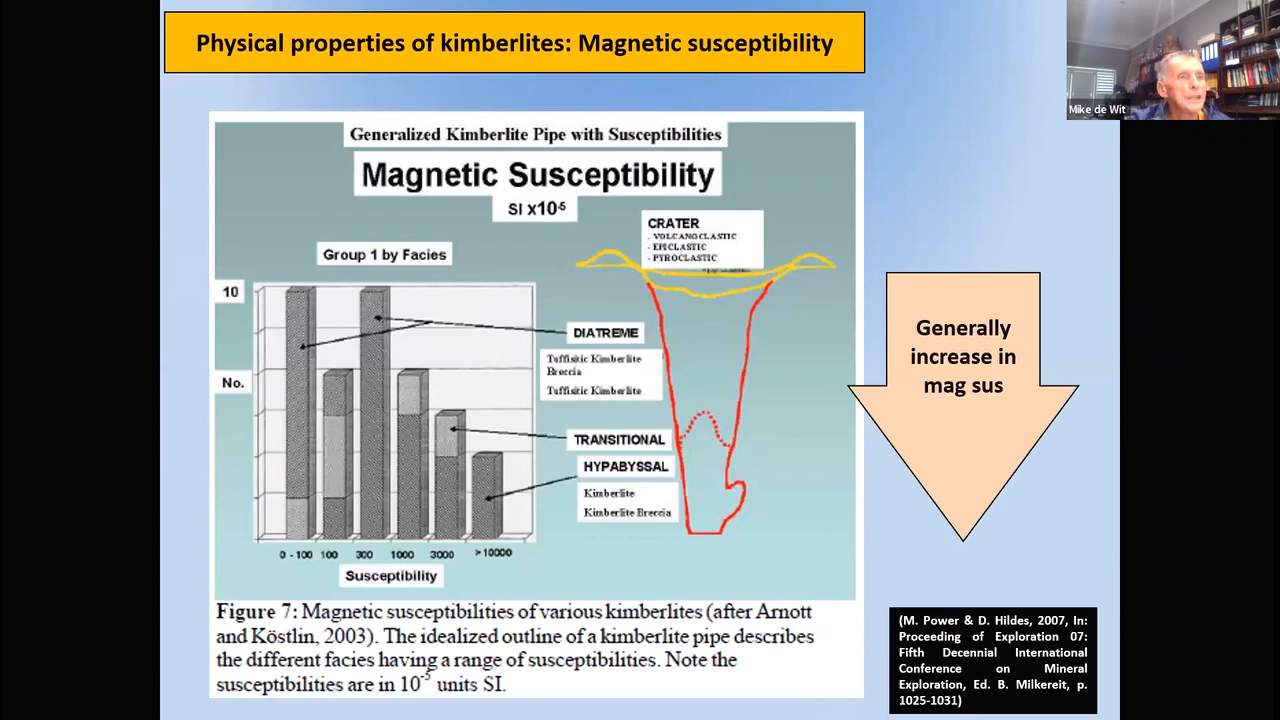 Physical properties of kimberlites: Magnetic susceptibility
Mike de Wit
Generalized Kimberlite Pipe with Susceptibilities
Magnetic Susceptibility
SI x10-5
CRATER
- VOLCANOCLASTIC
- EPICLASTIC
- PYROCLASTIC
Group 1 by Facies
10
No.
DIATREME
Tuffisitic Kimberlite
Breccia
Tuffisitic Kimberlite
TRANSITIONAL
HYPABYSSAL
Kimberlite
Kimberlite Breccia
0 - 100 100 300 1000 3000 >10000
Susceptibility
Generally
increase in
mag sus
Figure 7: Magnetic susceptibilities of various kimberlites (after Arnott
and Köstlin, 2003). The idealized outline of a kimberlite pipe describes
the different facies having a range of susceptibilities. Note the
susceptibilities are in 10-5 units SI.
(M. Power & D. Hildes, 2007, In:
Proceeding of Exploration 07:
Fifth Decennial International
Conference on Mineral
Exploration, Ed. B. Milkereit, p.
1025-1031)